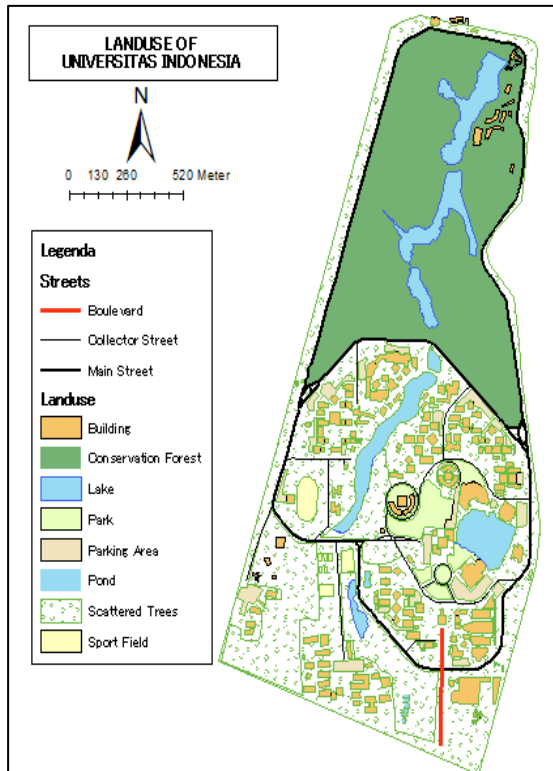 LANDUSE OF
UNIVERSITAS INDONESIA
N
0 130 260 520 Meter
Legenda
Streets
Boulevard
Collector Street
Main Street
Landuse
Building
Conservation Forest
Lake
Park
Parking Area
Pond
Scattered Trees
Sport Field